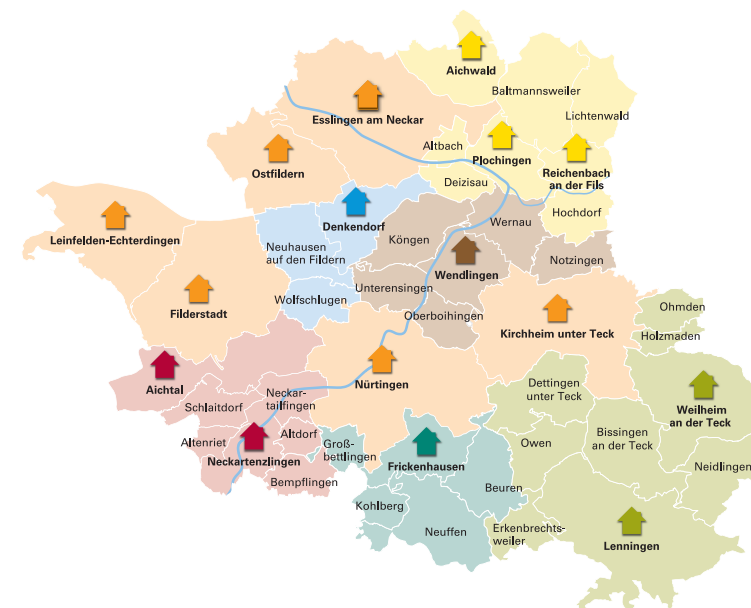 Aichwald
Baltmannsweiler
Lichtenwald
Esslingen am Neckar
Altbach
Plochingen
Ostfildern
Reichenbach
an der Fils
Deizisau
Hochdorf
Denkendorf
Wernau
Leinfelden-Echterdingen
Köngen
Neuhausen
auf den Fildern
Notzingen
Wendlingen
Unterensingen
Wolfschlugen
Ohmden
Filderstadt
Oberboihingen
Kirchheim unter Teck
Holzmaden
Aichtal
Nürtingen
Dettingen
unter Teck
Neckar-
tailfingen
Schlaitdorf
Weilheim
an der Teck
Altdorf
Bissingen
an der Teck
Altenriet
Groß-
bettlingen
Owen
Neckartenzlingen
Frickenhausen
Neidlingen
Bempflingen
Beuren
Kohlberg
Neuffen
Erkenbrechts-
weiler
Lenningen